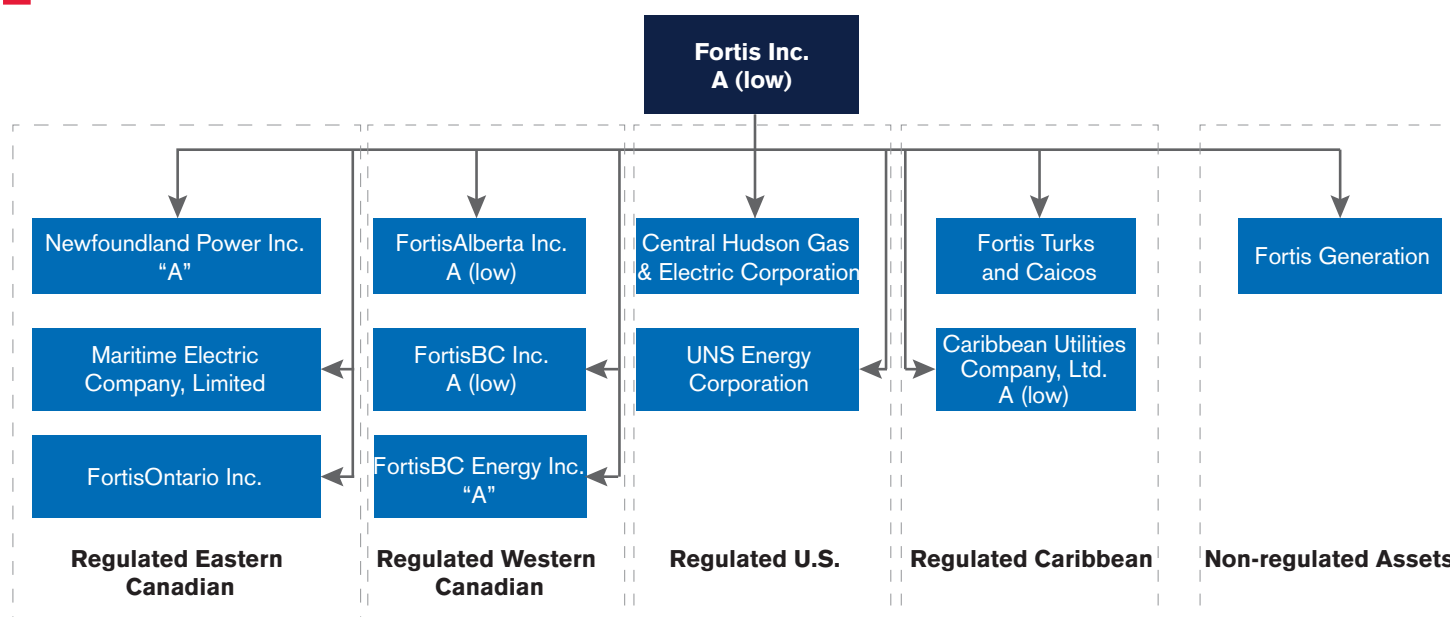 Fortis Inc.
A (low)
Newfoundland Power Inc.
“A”
Maritime Electric
Company, Limited
FortisOntario Inc.
Regulated Eastern
Canadian
FortisAlberta Inc.
A (low)
FortisBC Inc.
A (low)
FortisBC Energy Inc.
“A”
Regulated Western
Canadian
Central Hudson Gas
& Electric Corporation
UNS Energy
Corporation
Regulated U.S.
Fortis Turks
and Caicos
Caribbean Utilities
Company, Ltd.
A (low)
Regulated Caribbean
Fortis Generation
Non-regulated Assets